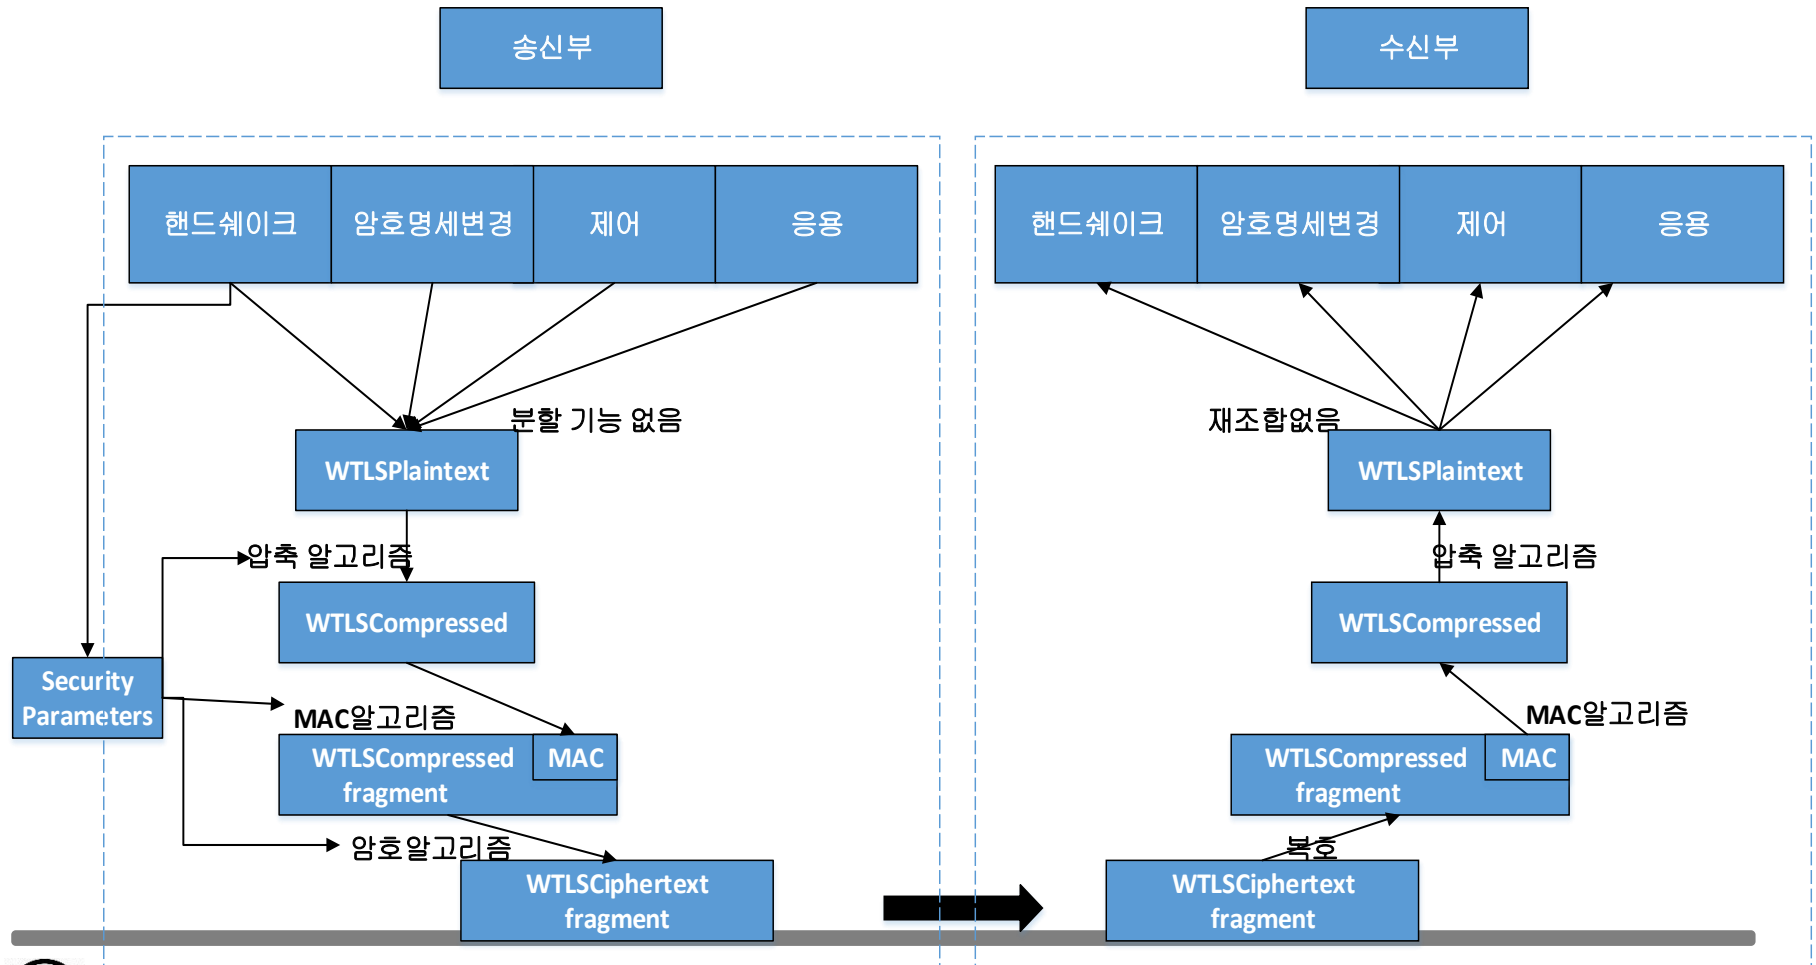 송신부
수신부
핸드쉐이크
암호명세변경
제어
응용
핸드쉐이크
암호명세변경
제어
응용
분할 기능 없음
재조합없음
WTLSPlaintext
WTLSPlaintext
압축 알고리즘
압축 알고리즘
WTLSCompressed
WTLSCompressed
Security
Parameters
MAC알고리즘
MAC알고리즘
WTLSCompressed
fragment
MAC
WTLSCompressed
fragment
MAC
암호알고리즘
복호
WTLSCiphertext
fragment
WTLSCiphertext
fragment